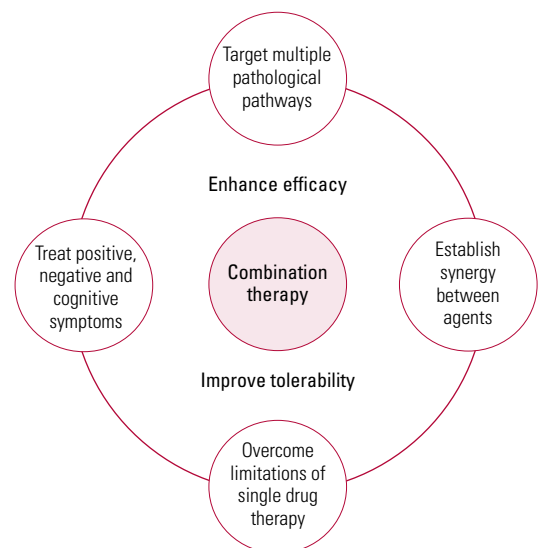 Target multiple
pathological
pathways
Enhance efficacy
Treat positive,
negative and
cognitive
symptoms
Combination
therapy
Establish
synergy
between
agents
Improve tolerability
Overcome
limitations of
single drug
therapy